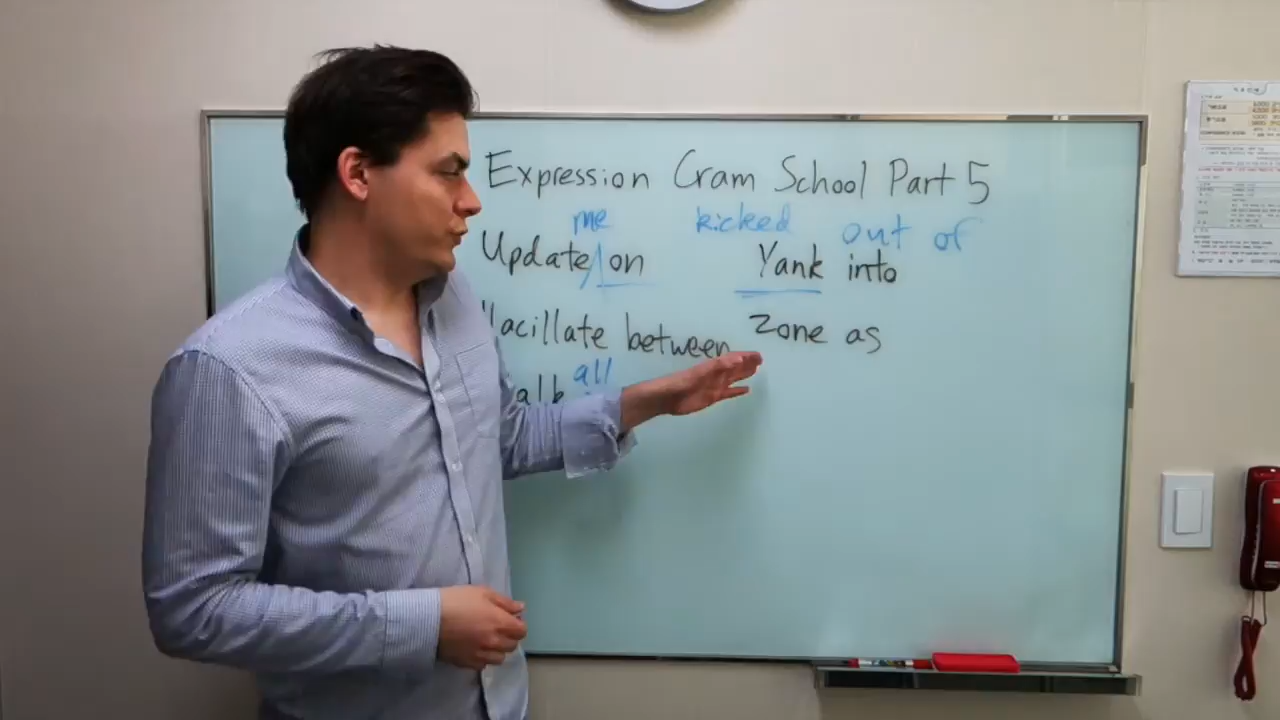 Expression Cram School Part 5
me kicked out of
Update/on Yank into
Vacillate between Zone as
all